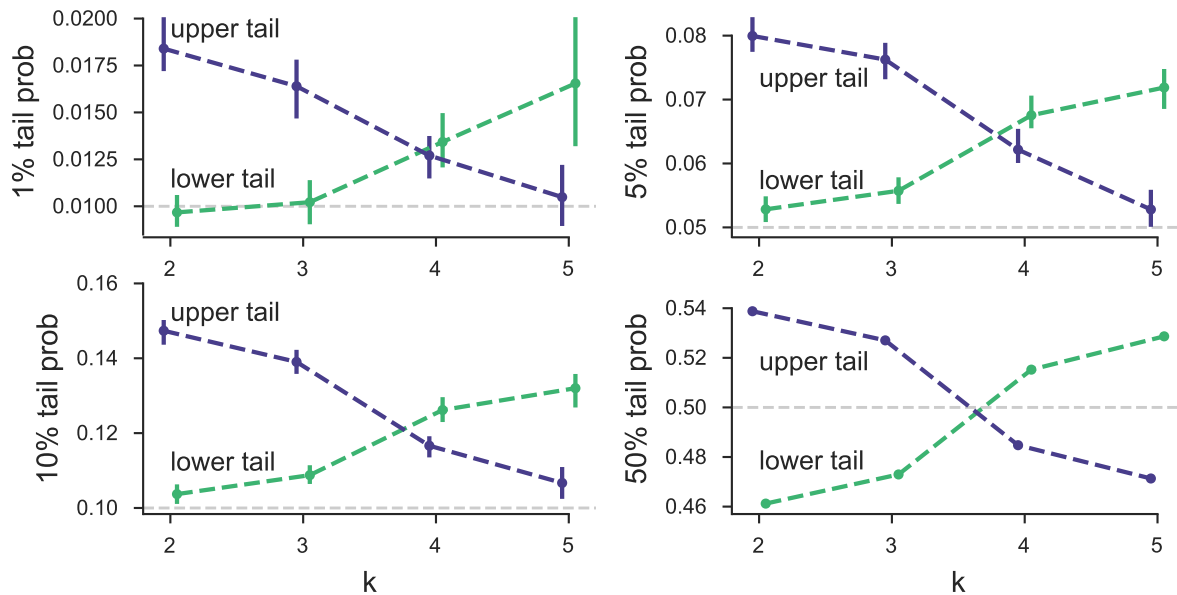 1% tail prob
0.0200
0.0175
0.0150
0.0125
0.0100
upper tail
lower tail
2 3 4 5
5% tail prob
0.08
0.07
0.06
0.05
upper tail
lower tail
2 3 4 5
10% tail prob
0.16
0.14
0.12
0.10
upper tail
lower tail
2 3 4 5
k
50% tail prob
0.54
0.52
0.50
0.48
0.46
upper tail
lower tail
2 3 4 5
k